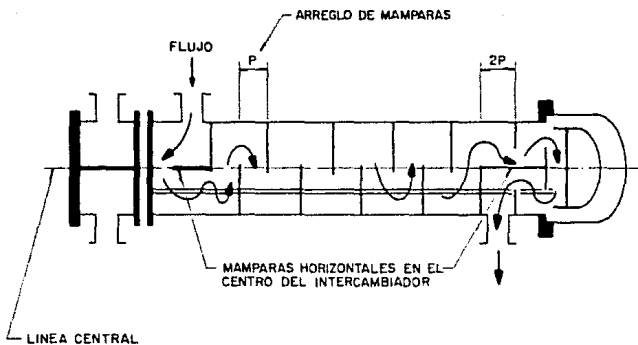 ARREGLO DE MAMPARAS
FLUJO
P
2P
MAMPARAS HORIZONTALES EN EL
CENTRO DEL INTERCAMBIADOR
LINEA CENTRAL